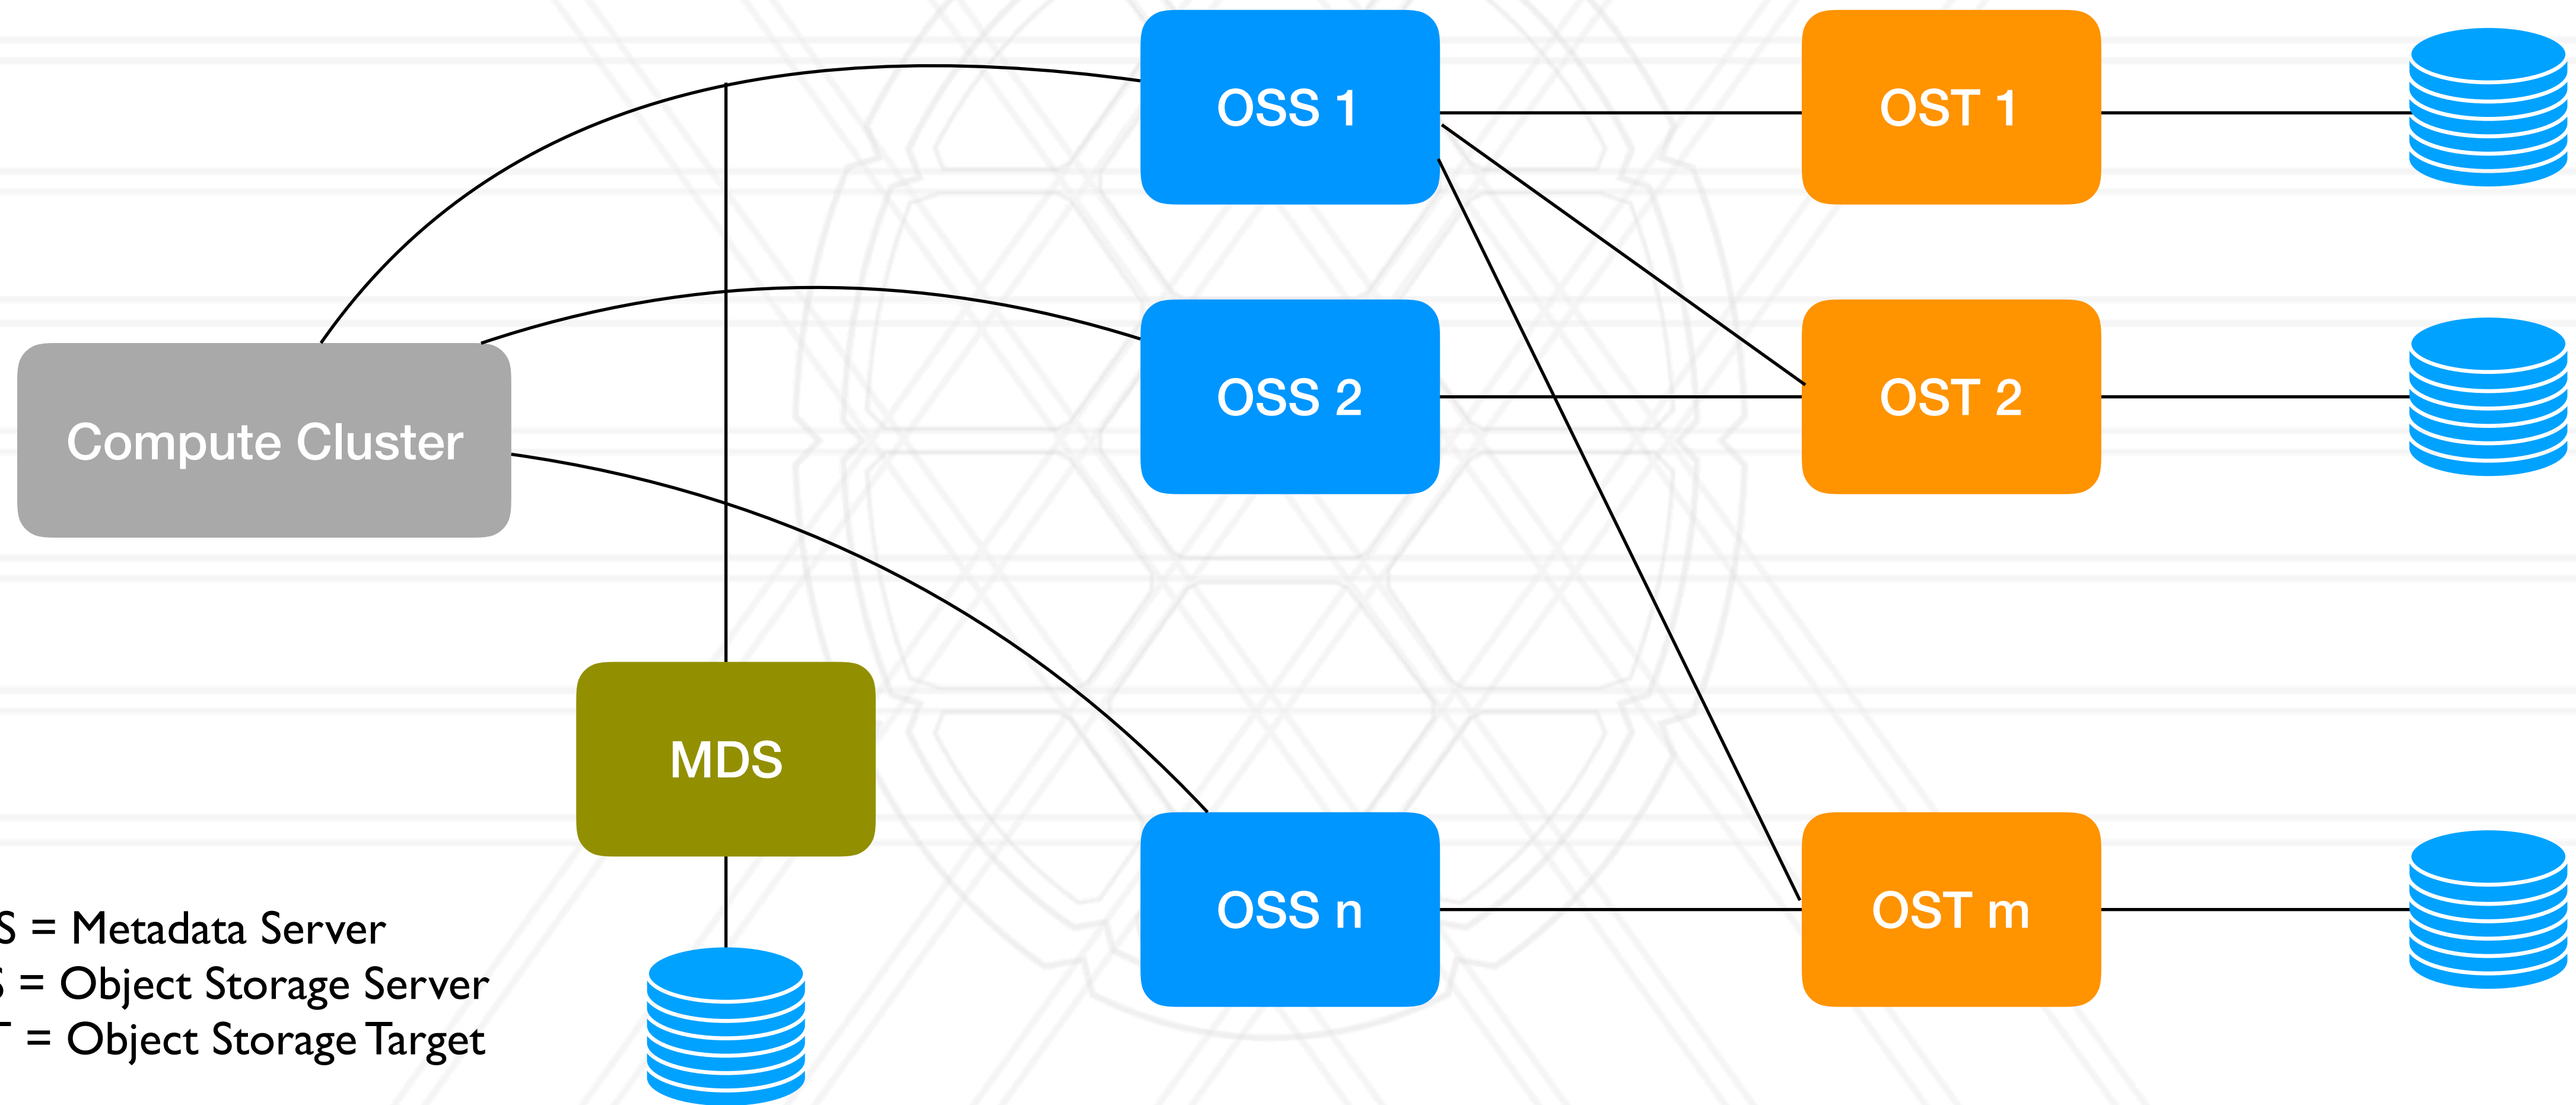 OSS 1
OST 1
OSS 2
OST 2
Compute Cluster
MDS
OSS n
OST m
S = Metadata Server
S = Object Storage Server
T = Object Storage Target